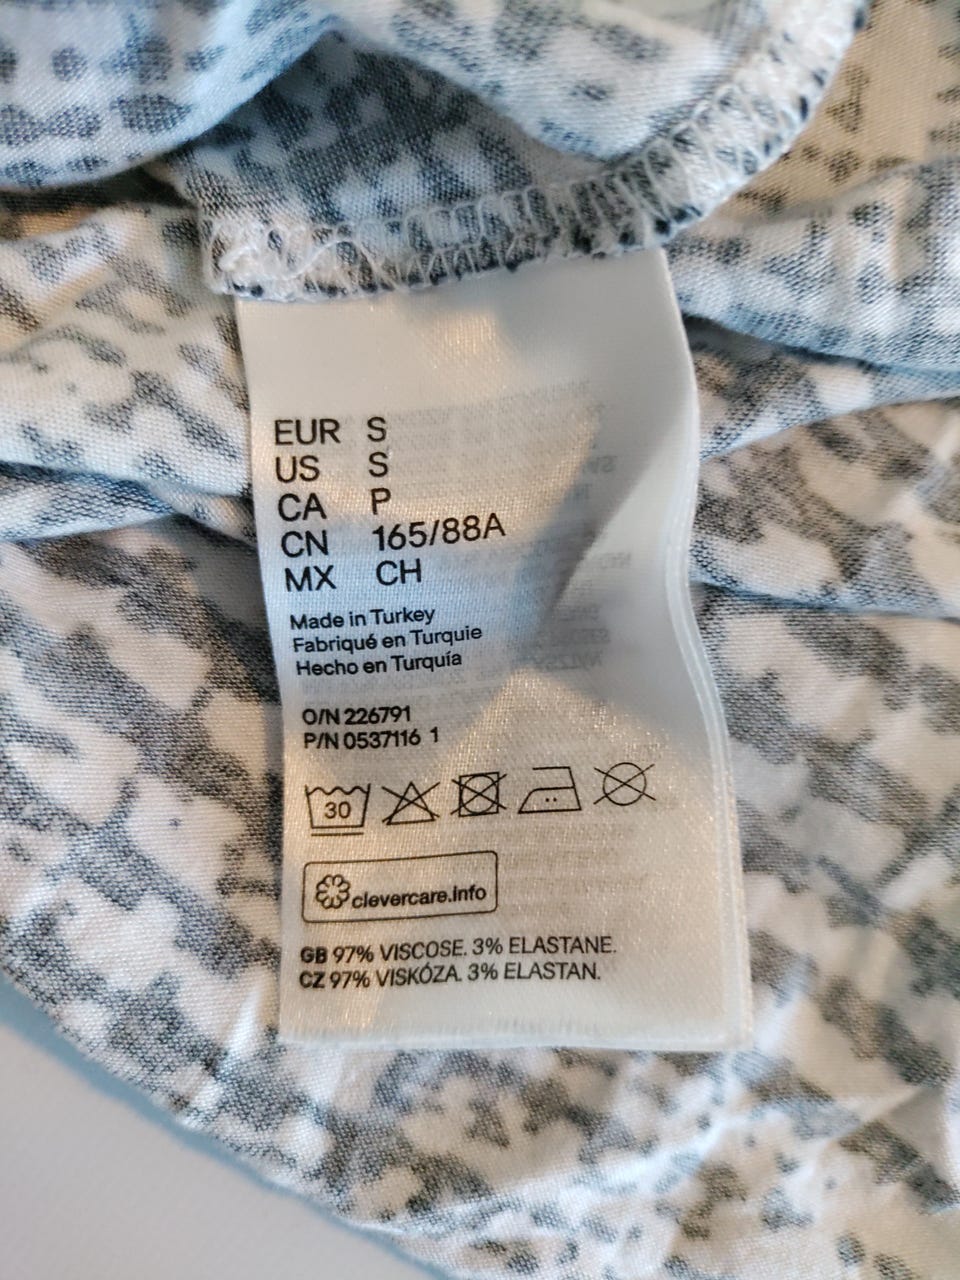 EUR S
US S
CA P
CN 165/88A
MX CH
Made in Turkey
Fabriqué en Turquie
Hecho en Turquía
O/N 226791
P/N 0537116 1
30
clevercare.info
GB 97% VISCOSE. 3% ELASTANE.
CZ 97% VISKÓZA. 3% ELASTAN.